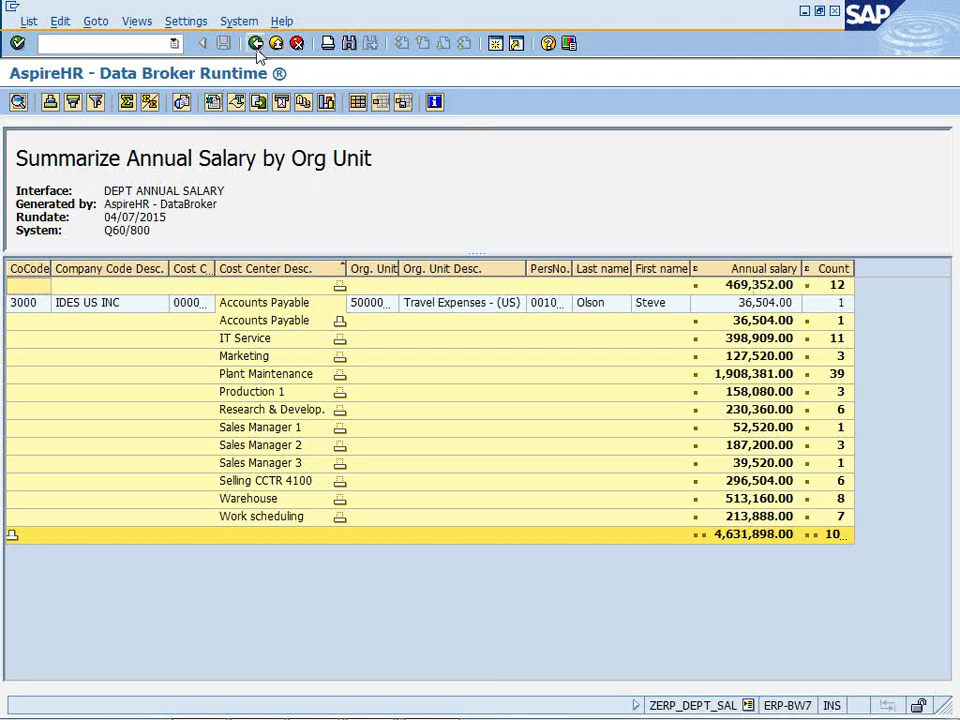 List Edit Goto Views Settings System Help
SAP
AspireHR - Data Broker Runtime ®
Summarize Annual Salary by Org Unit
Interface: DEPT ANNUAL SALARY
Generated by: AspireHR - DataBroker
Rundate: 04/07/2015
System: Q60/800
CoCode Company Code Desc. Cost C... Cost Center Desc. Org. Unit Org. Unit Desc. PersNo. Last name First name Σ Annual salary Σ Count
469,352.00 12
3000 IDES US INC 0000... Accounts Payable 50000... Travel Expenses - (US) 0010... Olson Steve 36,504.00 1
Accounts Payable 36,504.00 1
IT Service 398,909.00 11
Marketing 127,520.00 3
Plant Maintenance 1,908,381.00 39
Production 1 158,080.00 3
Research & Develop. 230,360.00 6
Sales Manager 1 52,520.00 1
Sales Manager 2 187,200.00 3
Sales Manager 3 39,520.00 1
Selling CCTR 4100 296,504.00 6
Warehouse 513,160.00 8
Work scheduling 213,888.00 7
4,631,898.00 10...
ZERP_DEPT_SAL ERP-BW7 INS